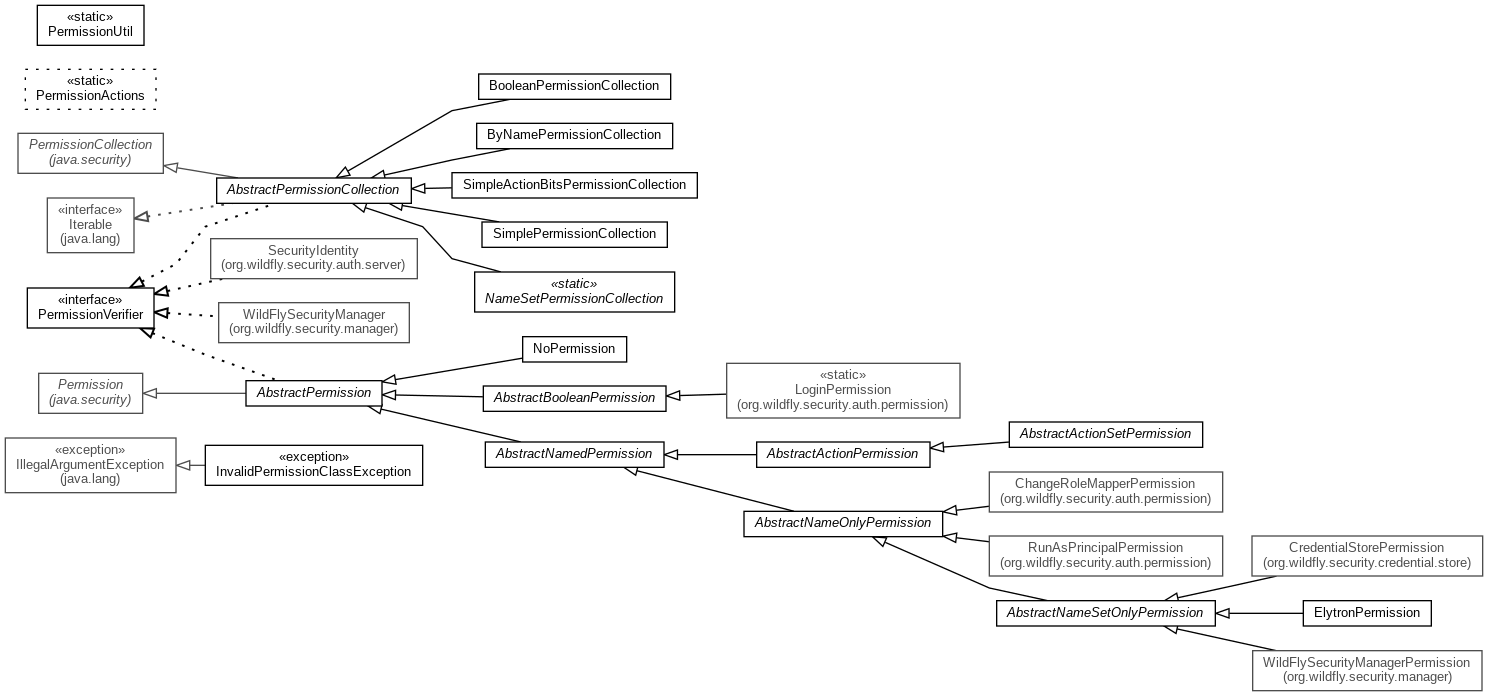 «static»
PermissionUtil
«static»
PermissionActions
PermissionCollection
(java.security)
«interface»
Iterable
(java.lang)
«interface»
PermissionVerifier
Permission
(java.security)
«exception»
IllegalArgumentException
(java.lang)
AbstractPermissionCollection
SecurityIdentity
(org.wildfly.security.auth.server)
WildFlySecurityManager
(org.wildfly.security.manager)
AbstractPermission
«exception»
InvalidPermissionClassException
BooleanPermissionCollection
ByNamePermissionCollection
SimpleActionBitsPermissionCollection
SimplePermissionCollection
«static»
NameSetPermissionCollection
NoPermission
AbstractBooleanPermission
AbstractNamedPermission
«static»
LoginPermission
(org.wildfly.security.auth.permission)
AbstractActionPermission
AbstractNameOnlyPermission
AbstractActionSetPermission
ChangeRoleMapperPermission
(org.wildfly.security.auth.permission)
RunAsPrincipalPermission
(org.wildfly.security.auth.permission)
AbstractNameSetOnlyPermission
CredentialStorePermission
(org.wildfly.security.credential.store)
ElytronPermission
WildFlySecurityManagerPermission
(org.wildfly.security.manager)